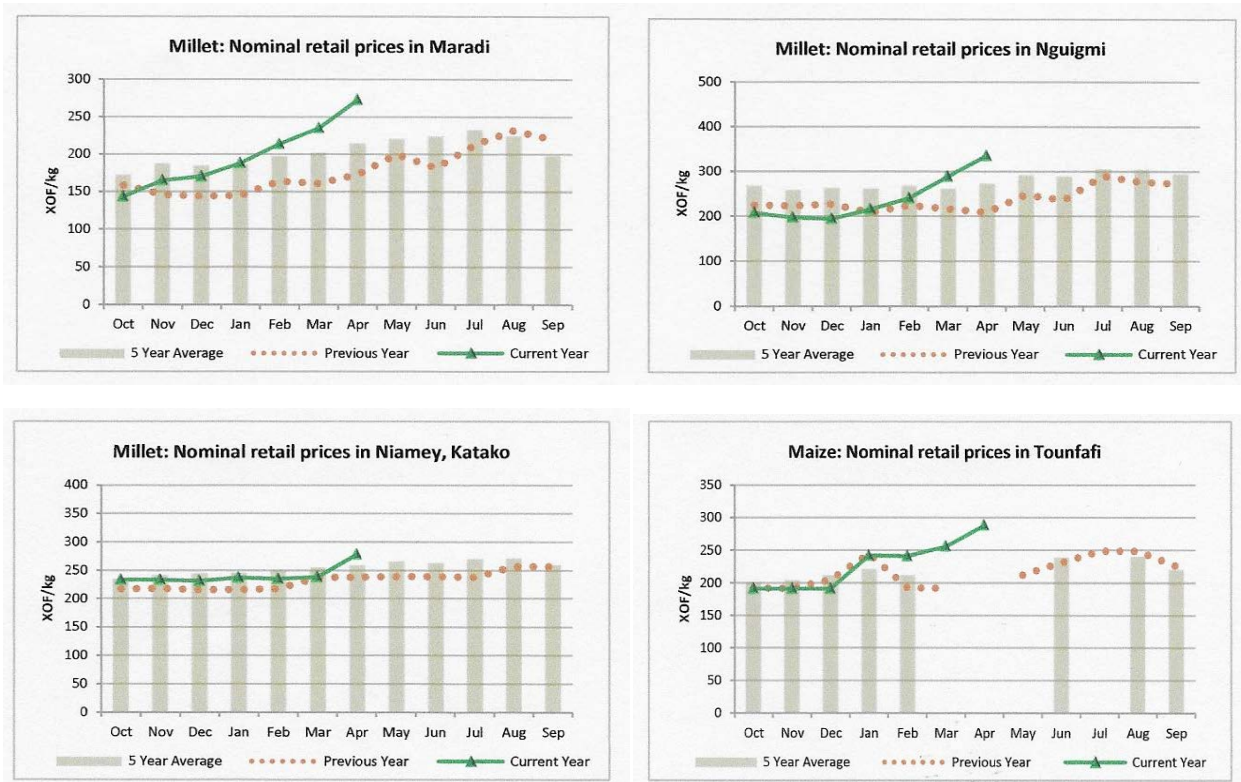 Millet: Nominal retail prices in Maradi
300
250
200
150
100
50
0
XOF/kg
Oct Nov Dec Jan Feb Mar Apr May Jun Jul Aug Sep
5 Year Average Previous Year Current Year
Millet: Nominal retail prices in Nguigmi
500
400
300
200
100
0
XOF/kg
Oct Nov Dec Jan Feb Mar Apr May Jun Jul Aug Sep
5 Year Average Previous Year Current Year
Millet: Nominal retail prices in Niamey, Katako
400
350
300
250
200
150
100
50
0
XOF/kg
Oct Nov Dec Jan Feb Mar Apr May Jun Jul Aug Sep
5 Year Average Previous Year Current Year
Maize: Nominal retail prices in Tounfafi
350
300
250
200
150
100
50
0
XOF/kg
Oct Nov Dec Jan Feb Mar Apr May Jun Jul Aug Sep
5 Year Average Previous Year Current Year